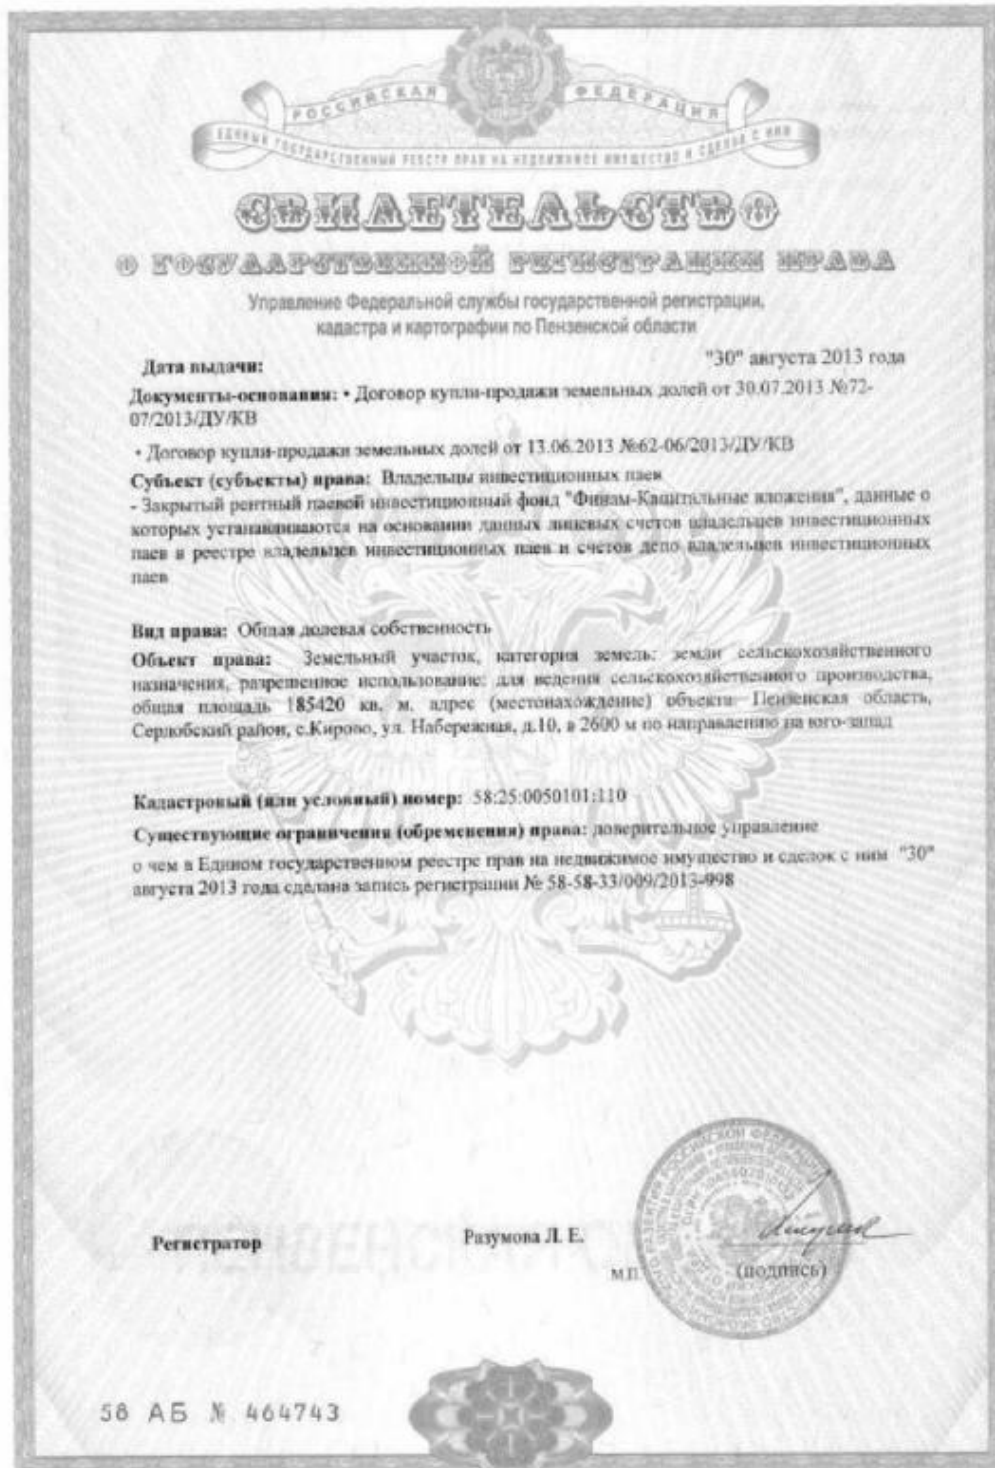 РОССИЙСКАЯ ФЕДЕРАЦИЯ
ЕДИНЫЙ ГОСУДАРСТВЕННЫЙ РЕЕСТР ПРАВ НА НЕДВИЖИМОЕ ИМУЩЕСТВО И СДЕЛОК С НИМ
СВИДЕТЕЛЬСТВО
О ГОСУДАРСТВЕННОЙ РЕГИСТРАЦИИ ПРАВА
Управление Федеральной службы государственной регистрации,
кадастра и картографии по Пензенской области
Дата выдачи: "30" августа 2013 года
Документы-основания: • Договор купли-продажи земельных долей от 30.07.2013 №72-
07/2013/ДУ/КВ
• Договор купли-продажи земельных долей от 13.06.2013 №62-06/2013/ДУ/КВ
Субъект (субъекты) права: Владельцы инвестиционных паев
- Закрытый рентный паевой инвестиционный фонд "Финам-Капитальные вложения", данные о
которых устанавливаются на основании данных лицевых счетов владельцев инвестиционных
паев в реестре владельцев инвестиционных паев и счетов депо владельцев инвестиционных
паев
Вид права: Общая долевая собственность
Объект права: Земельный участок, категория земель: земли сельскохозяйственного
назначения, разрешенное использование: для ведения сельскохозяйственного производства,
общая площадь 185420 кв. м, адрес (местонахождение) объекта: Пензенская область,
Сердобский район, с.Кирово, ул. Набережная, д.10, в 2600 м по направлению на юго-запад
Кадастровый (или условный) номер: 58:25:0050101:110
Существующие ограничения (обременения) права: доверительное управление
о чем в Едином государственном реестре прав на недвижимое имущество и сделок с ним "30"
августа 2013 года сделана запись регистрации № 58-58-33/009/2013-998
Регистратор Разумова Л. Е.
м.п. (подпись)
58 АБ № 464743